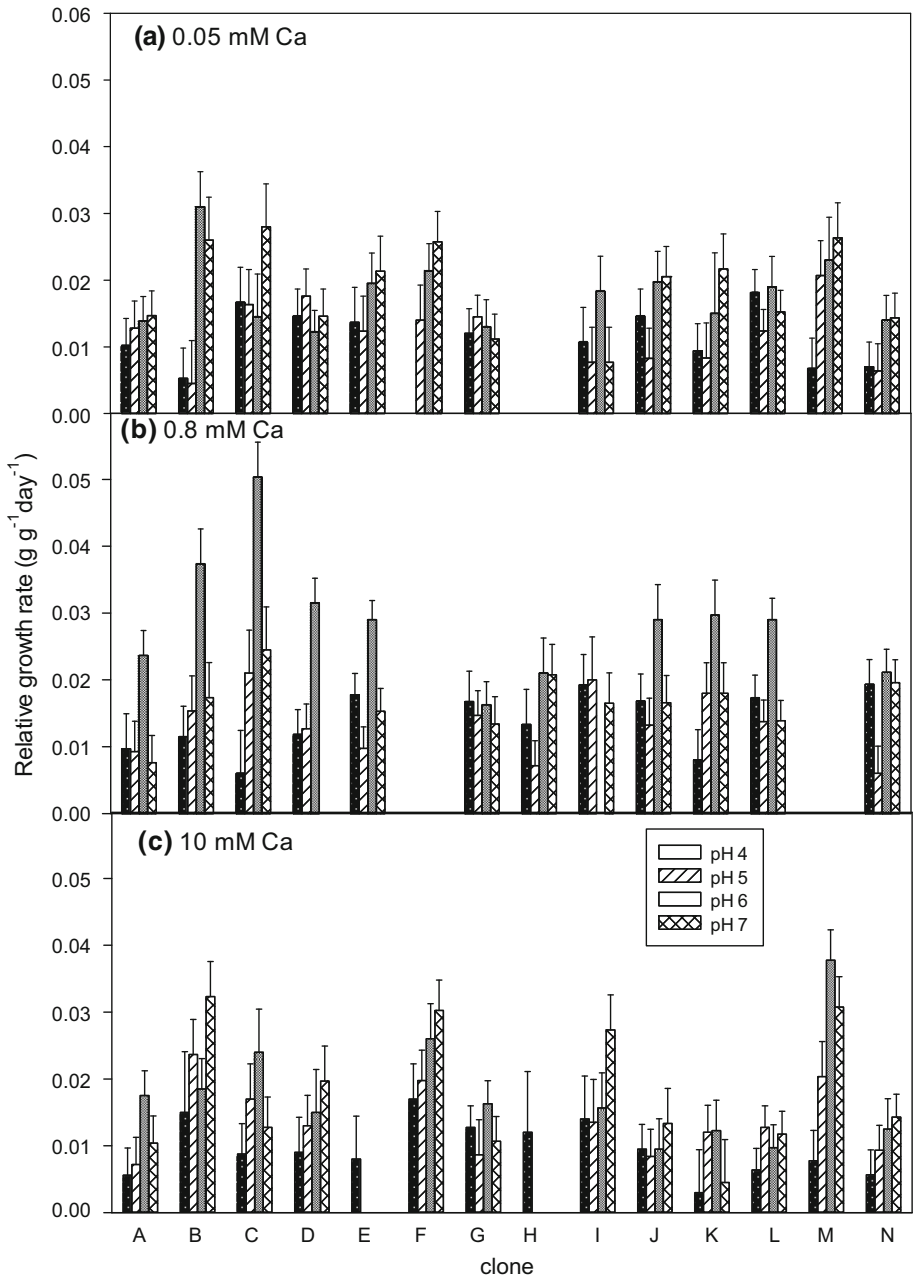 0.06
(a) 0.05 mM Ca
0.05
0.04
0.03
0.02
0.01
0.00
(b) 0.8 mM Ca
0.05
0.04
0.03
0.02
0.01
0.00
Relative growth rate (g g⁻¹day⁻¹)
(c) 10 mM Ca
pH 4
pH 5
pH 6
pH 7
0.05
0.04
0.03
0.02
0.01
0.00
A B C D E F G H I J K L M N
clone